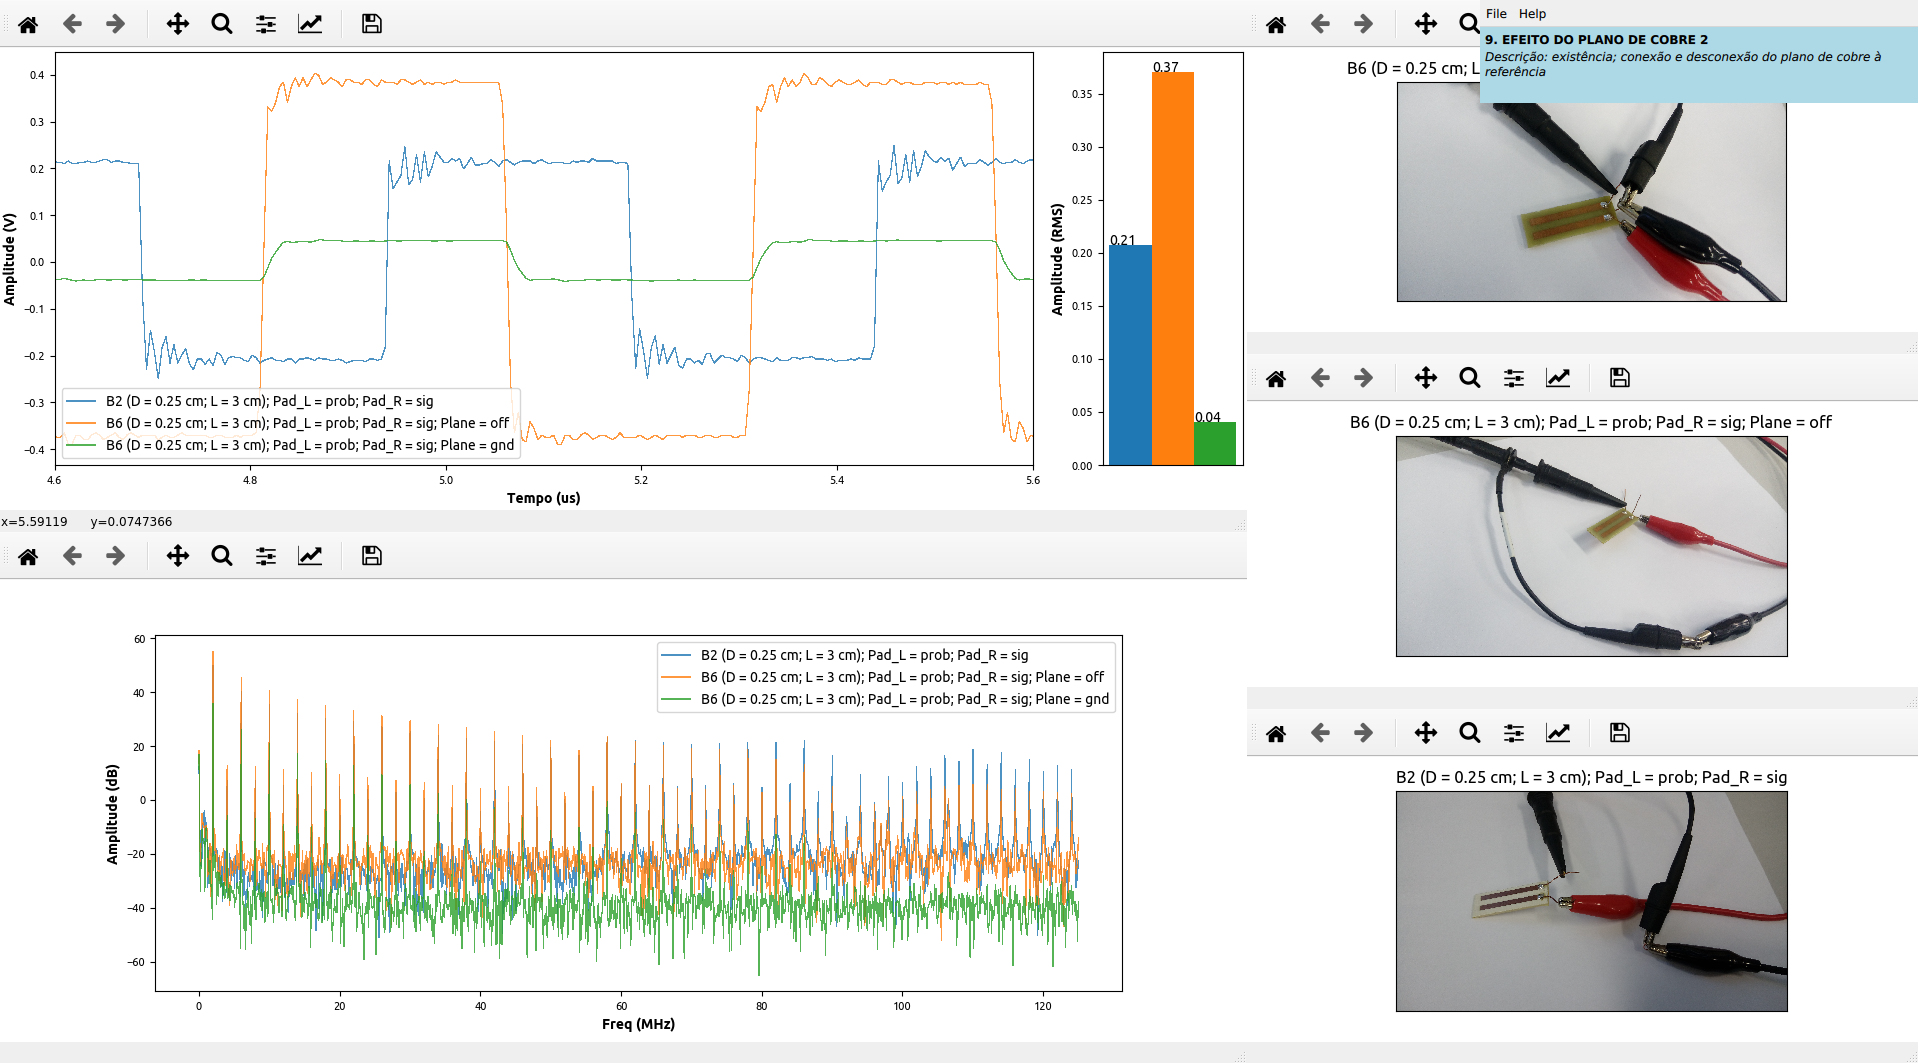 File Help
9. EFEITO DO PLANO DE COBRE 2
Descrição: existência; conexão e desconexão do plano de cobre à
referência
0.4
0.3
0.2
0.1
0.0
−0.1
−0.2
−0.3
−0.4
Amplitude (V)
B2 (D = 0.25 cm; L = 3 cm); Pad_L = prob; Pad_R = sig
B6 (D = 0.25 cm; L = 3 cm); Pad_L = prob; Pad_R = sig; Plane = off
B6 (D = 0.25 cm; L = 3 cm); Pad_L = prob; Pad_R = sig; Plane = gnd
4.6 4.8 5.0 5.2 5.4 5.6
Tempo (us)
0.35
0.30
0.25
0.20
0.15
0.10
0.05
0.00
Amplitude (RMS)
0.21
0.37
0.04
x=5.59119 y=0.0747366
60
40
20
0
−20
−40
−60
Amplitude (dB)
B2 (D = 0.25 cm; L = 3 cm); Pad_L = prob; Pad_R = sig
B6 (D = 0.25 cm; L = 3 cm); Pad_L = prob; Pad_R = sig; Plane = off
B6 (D = 0.25 cm; L = 3 cm); Pad_L = prob; Pad_R = sig; Plane = gnd
0 20 40 60 80 100 120
Freq (MHz)
B6 (D = 0.25 cm; L
B6 (D = 0.25 cm; L = 3 cm); Pad_L = prob; Pad_R = sig; Plane = off
B2 (D = 0.25 cm; L = 3 cm); Pad_L = prob; Pad_R = sig